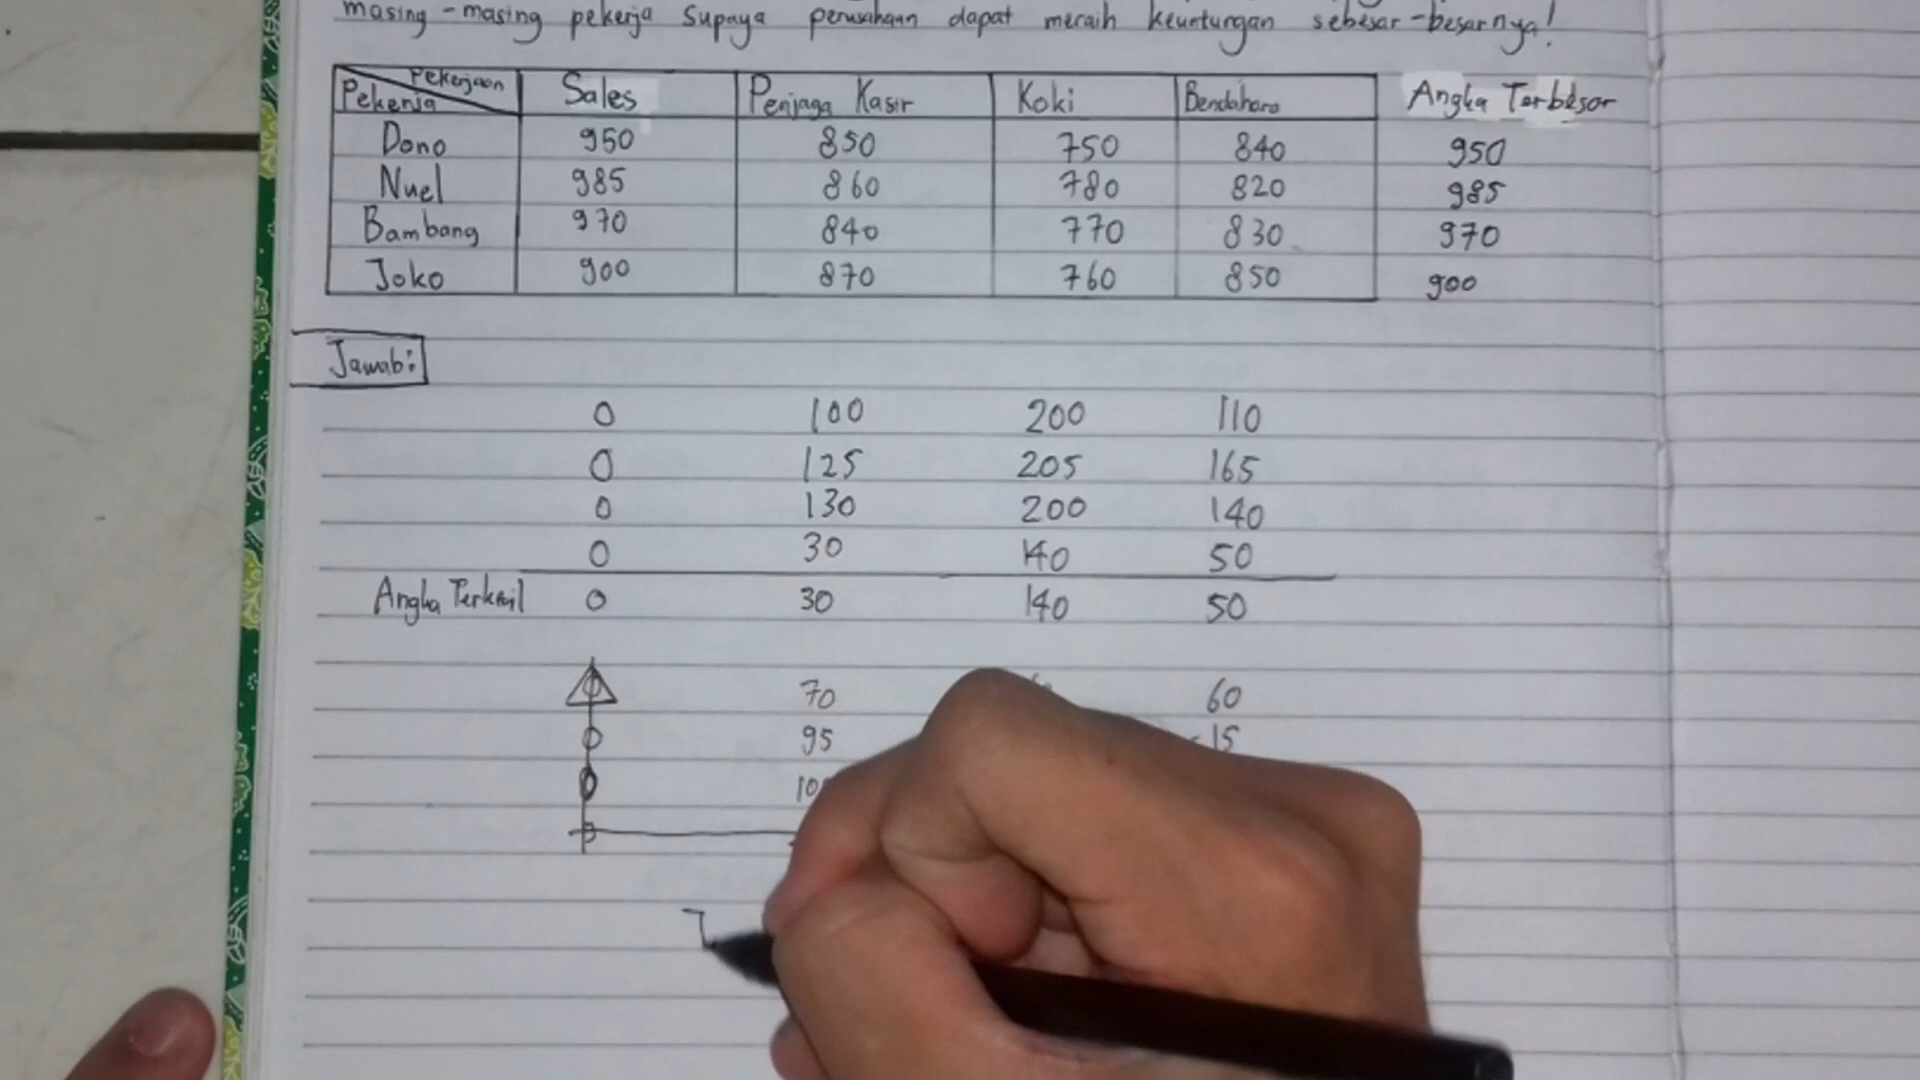 masing-masing pekerja supaya perusahaan dapat meraih keuntungan sebesar-besarnya!
Pekerjaan
Pekerja Sales Penjaga Kasir Koki Bendahara Angka Terbesar
Dono 950 850 750 840 950
Nuel 985 860 780 820 985
Bambang 970 840 770 830 970
Joko 900 870 760 850 900
Jawab:
0 100 200 110
0 125 205 165
0 130 200 140
0 30 140 50
Angka Terkecil 0 30 140 50
0 70 60
0 95 15
0 10
0